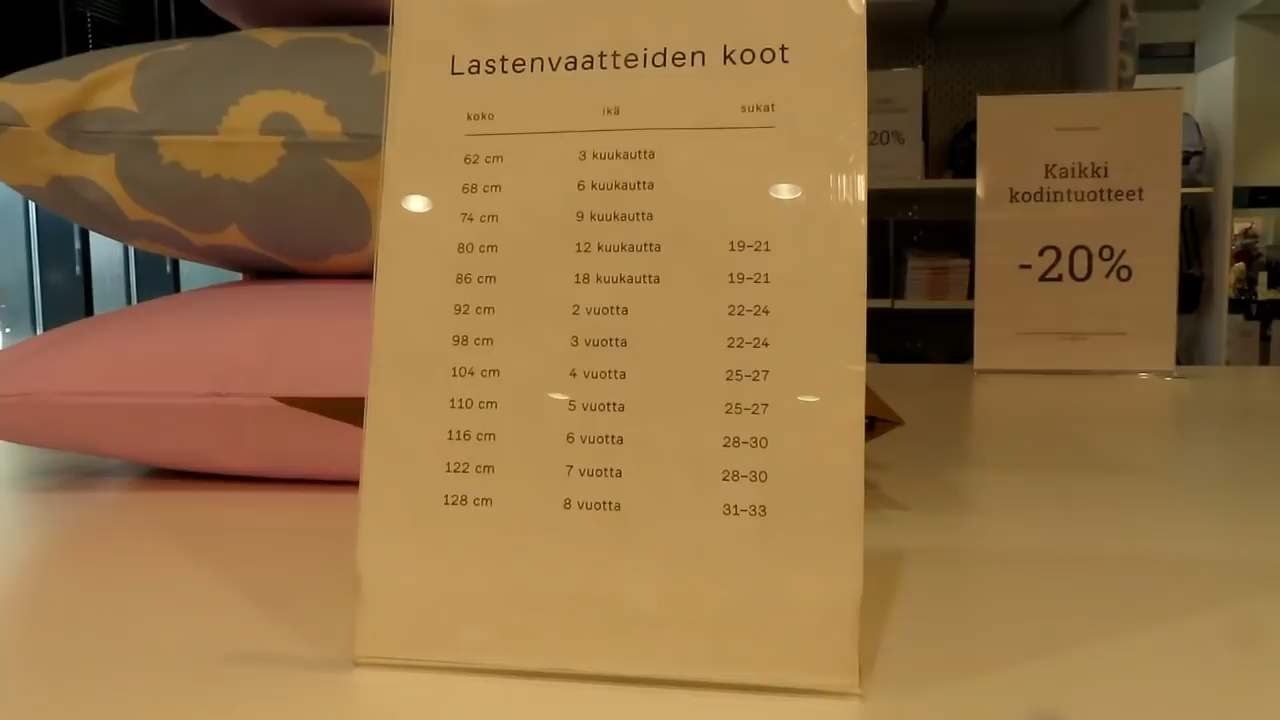 Lastenvaatteiden koot
koko ikä sukat
62 cm 3 kuukautta
68 cm 6 kuukautta
74 cm 9 kuukautta
80 cm 12 kuukautta 19–21
86 cm 18 kuukautta 19–21
92 cm 2 vuotta 22–24
98 cm 3 vuotta 22–24
104 cm 4 vuotta 25–27
110 cm 5 vuotta 25–27
116 cm 6 vuotta 28–30
122 cm 7 vuotta 28–30
128 cm 8 vuotta 31–33
20%
Kaikki
kodintuotteet
-20%